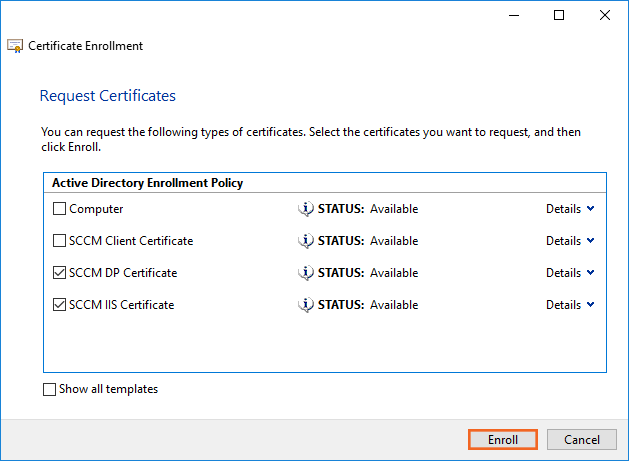 Certificate Enrollment
Request Certificates
You can request the following types of certificates. Select the certificates you want to request, and then
click Enroll.
Active Directory Enrollment Policy
Computer STATUS: Available Details
SCCM Client Certificate STATUS: Available Details
SCCM DP Certificate STATUS: Available Details
SCCM IIS Certificate STATUS: Available Details
Show all templates
Enroll Cancel